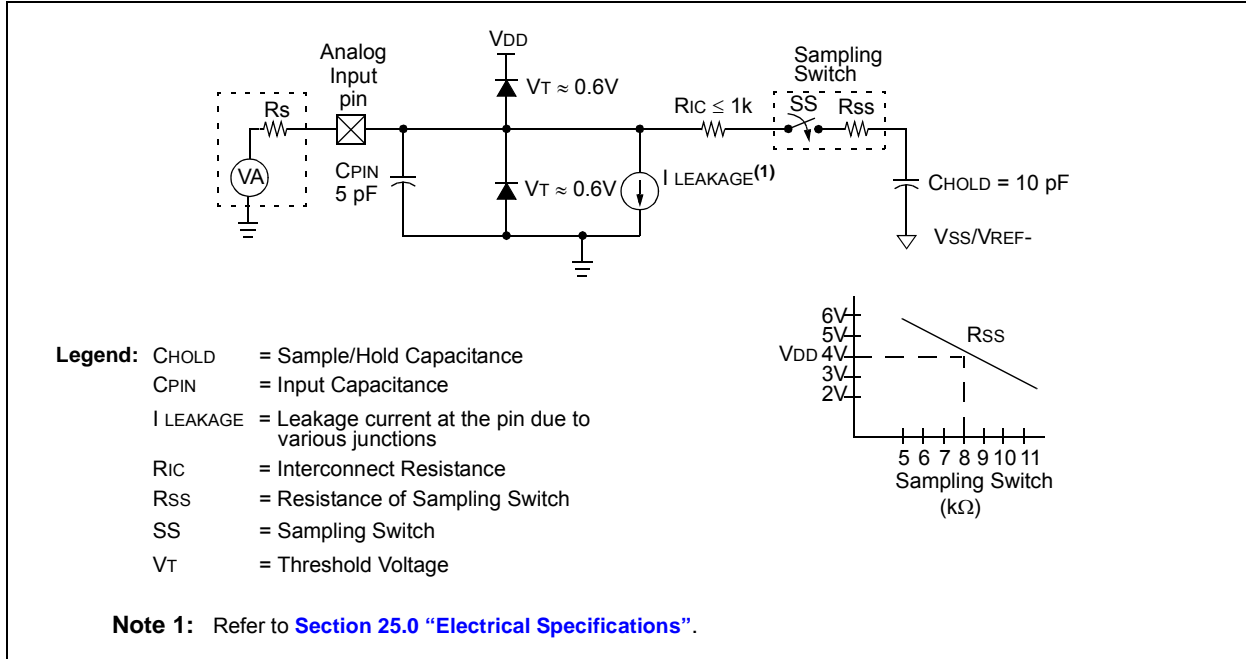 VDD
Analog
Input
pin
Sampling
Switch
VT ≈ 0.6V
RIC ≤ 1k
SS
Rss
Rs
VA
CPIN
5 pF
VT ≈ 0.6V
I LEAKAGE(1)
CHOLD = 10 pF
VSS/VREF-
6V
5V
VDD 4V
3V
2V
RSS
5 6 7 8 9 10 11
Sampling Switch
(kΩ)
Legend: CHOLD = Sample/Hold Capacitance
CPIN = Input Capacitance
I LEAKAGE = Leakage current at the pin due to
various junctions
RIC = Interconnect Resistance
RSS = Resistance of Sampling Switch
SS = Sampling Switch
VT = Threshold Voltage
Note 1: Refer to Section 25.0 “Electrical Specifications”.